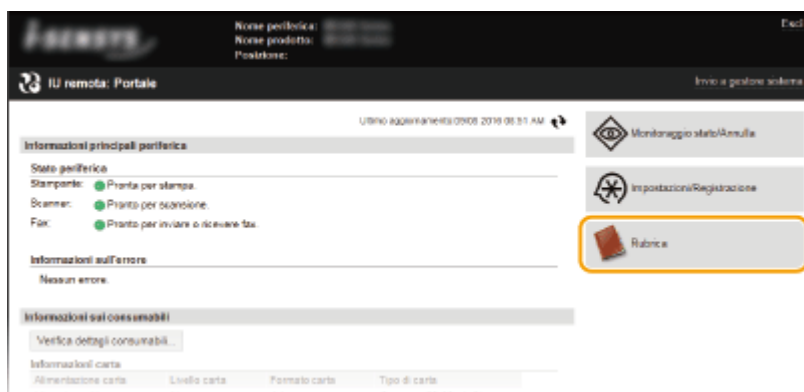 i-SENSYS
Nome periferica:
Nome prodotto:
Posizione:
Esci
IU remota: Portale
Invio a gestore sistema
Ultimo aggiornamento:09/08 2016 08:51 AM
Informazioni principali periferica
Stato periferica
Stampante: Pronta per stampa.
Scanner: Pronto per scansione.
Fax: Pronto per inviare o ricevere fax.
Informazioni sull'errore
Nessun errore.
Informazioni sui consumabili
Verifica dettagli consumabili...
Informazioni carta
Alimentazione carta Livello carta Formato carta Tipo di carta
Monitoraggio stato/Annulla
Impostazioni/Registrazione
Rubrica